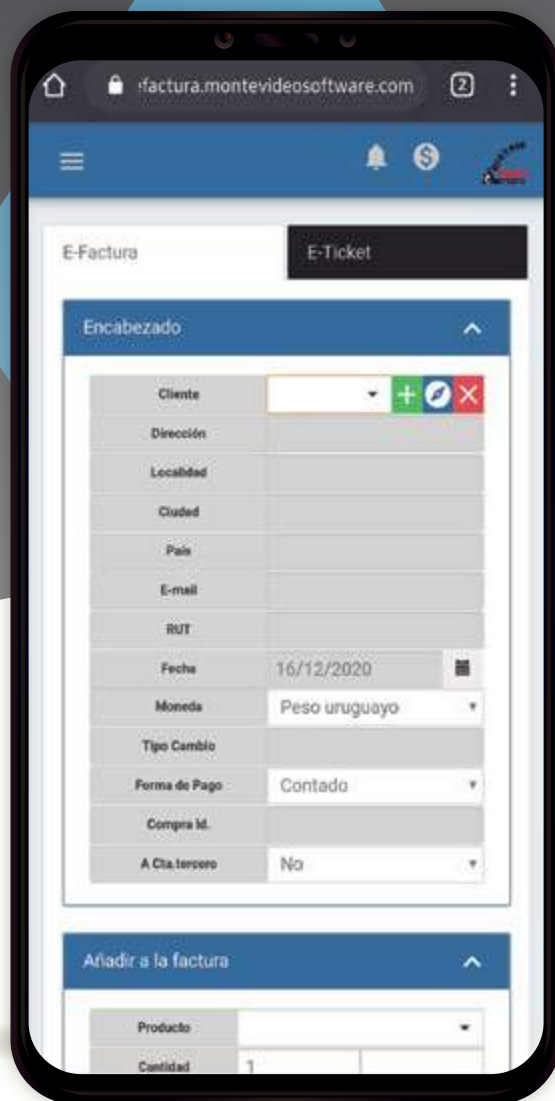 :factura.montevideosoftware.com 2
E-Factura E-Ticket
Encabezado
Cliente
Dirección
Localidad
Ciudad
País
E-mail
RUT
Fecha 16/12/2020
Moneda Peso uruguayo
Tipo Cambio
Forma de Pago Contado
Compra Id.
A Cta.tercero No
Añadir a la factura
Producto
Cantidad 1